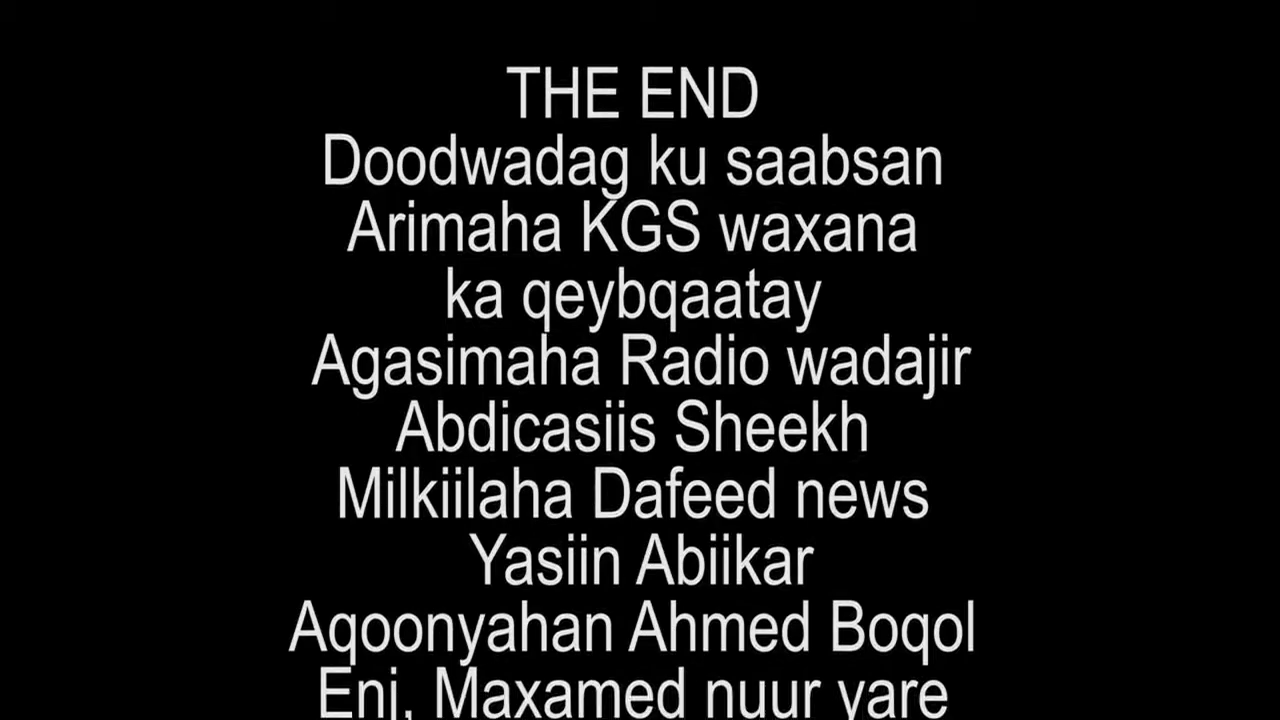 THE END
Doodwadag ku saabsan
Arimaha KGS waxana
ka qeybqaatay
Agasimaha Radio wadajir
Abdicasiis Sheekh
Milkiilaha Dafeed news
Yasiin Abiikar
Aqoonyahan Ahmed Boqol
Enj, Maxamed nuur yare